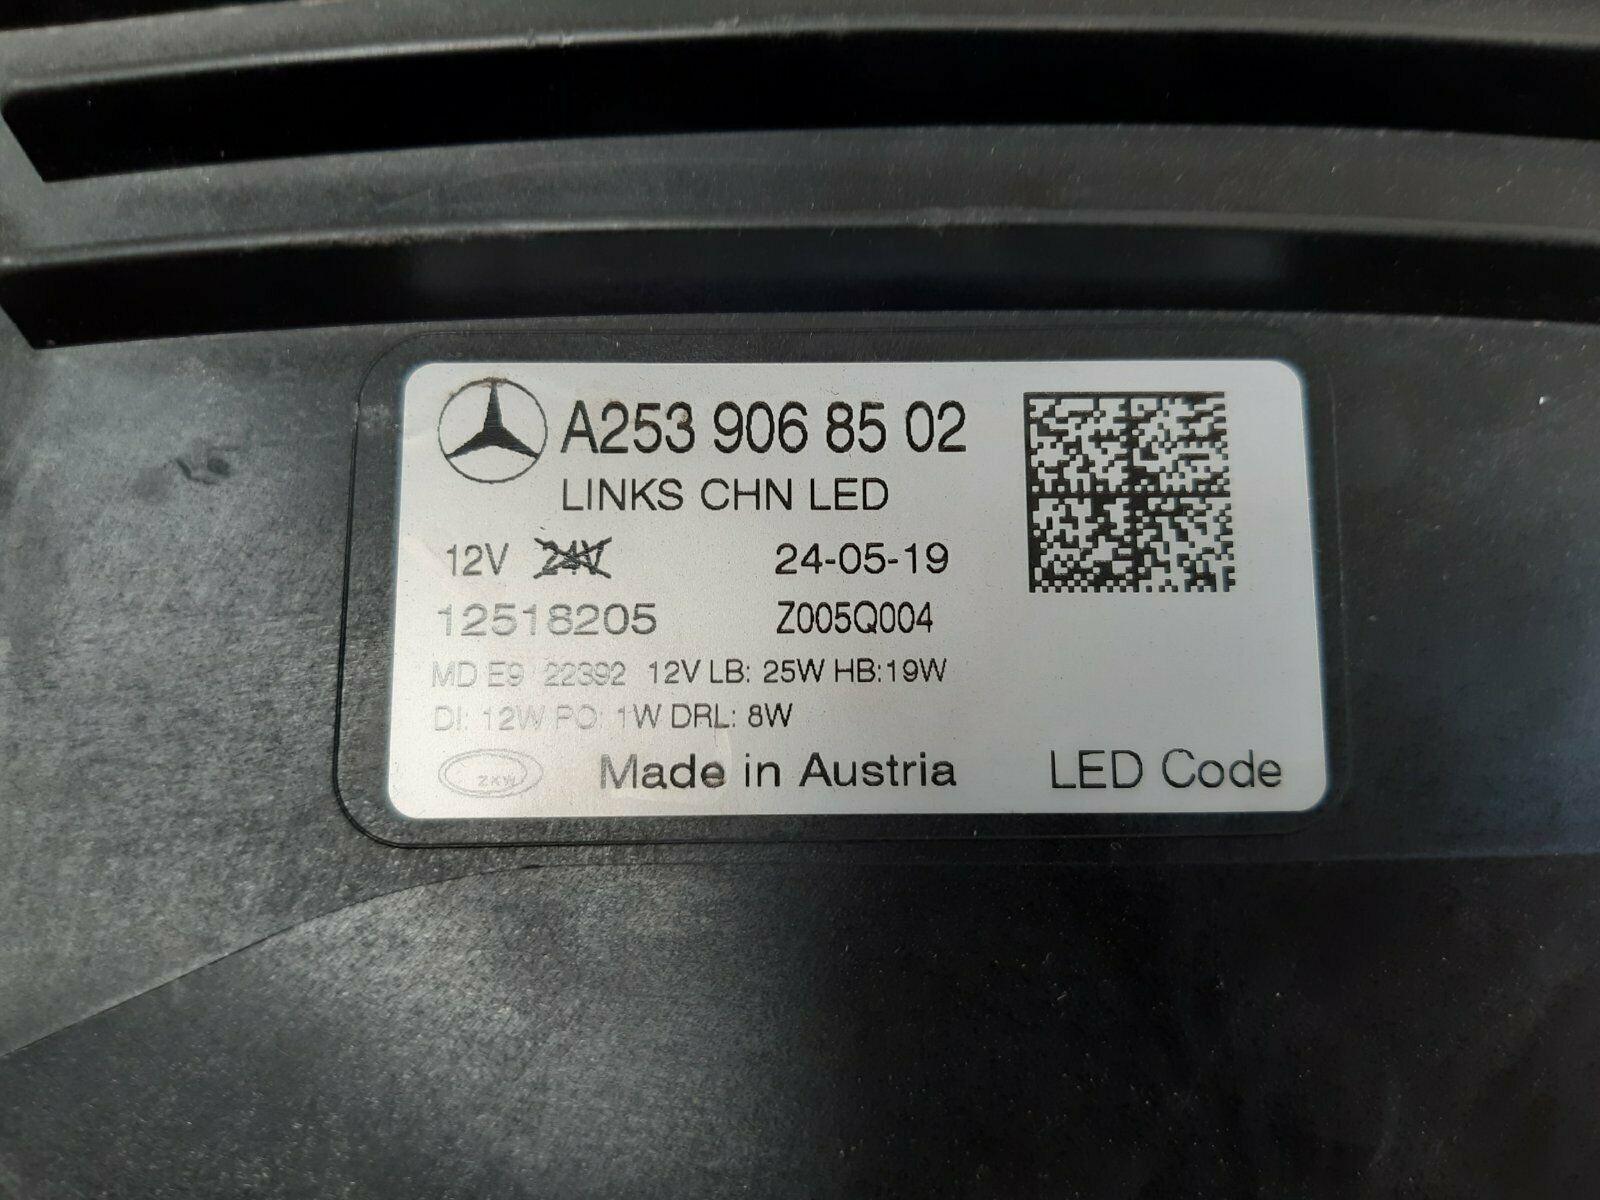 A253 906 85 02
LINKS CHN LED
12V 24V 24-05-19
12518205 Z005Q004
MD E9 22392 12V LB: 25W HB:19W
DI: 12W PO: 1W DRL: 8W
ZKW Made in Austria LED Code